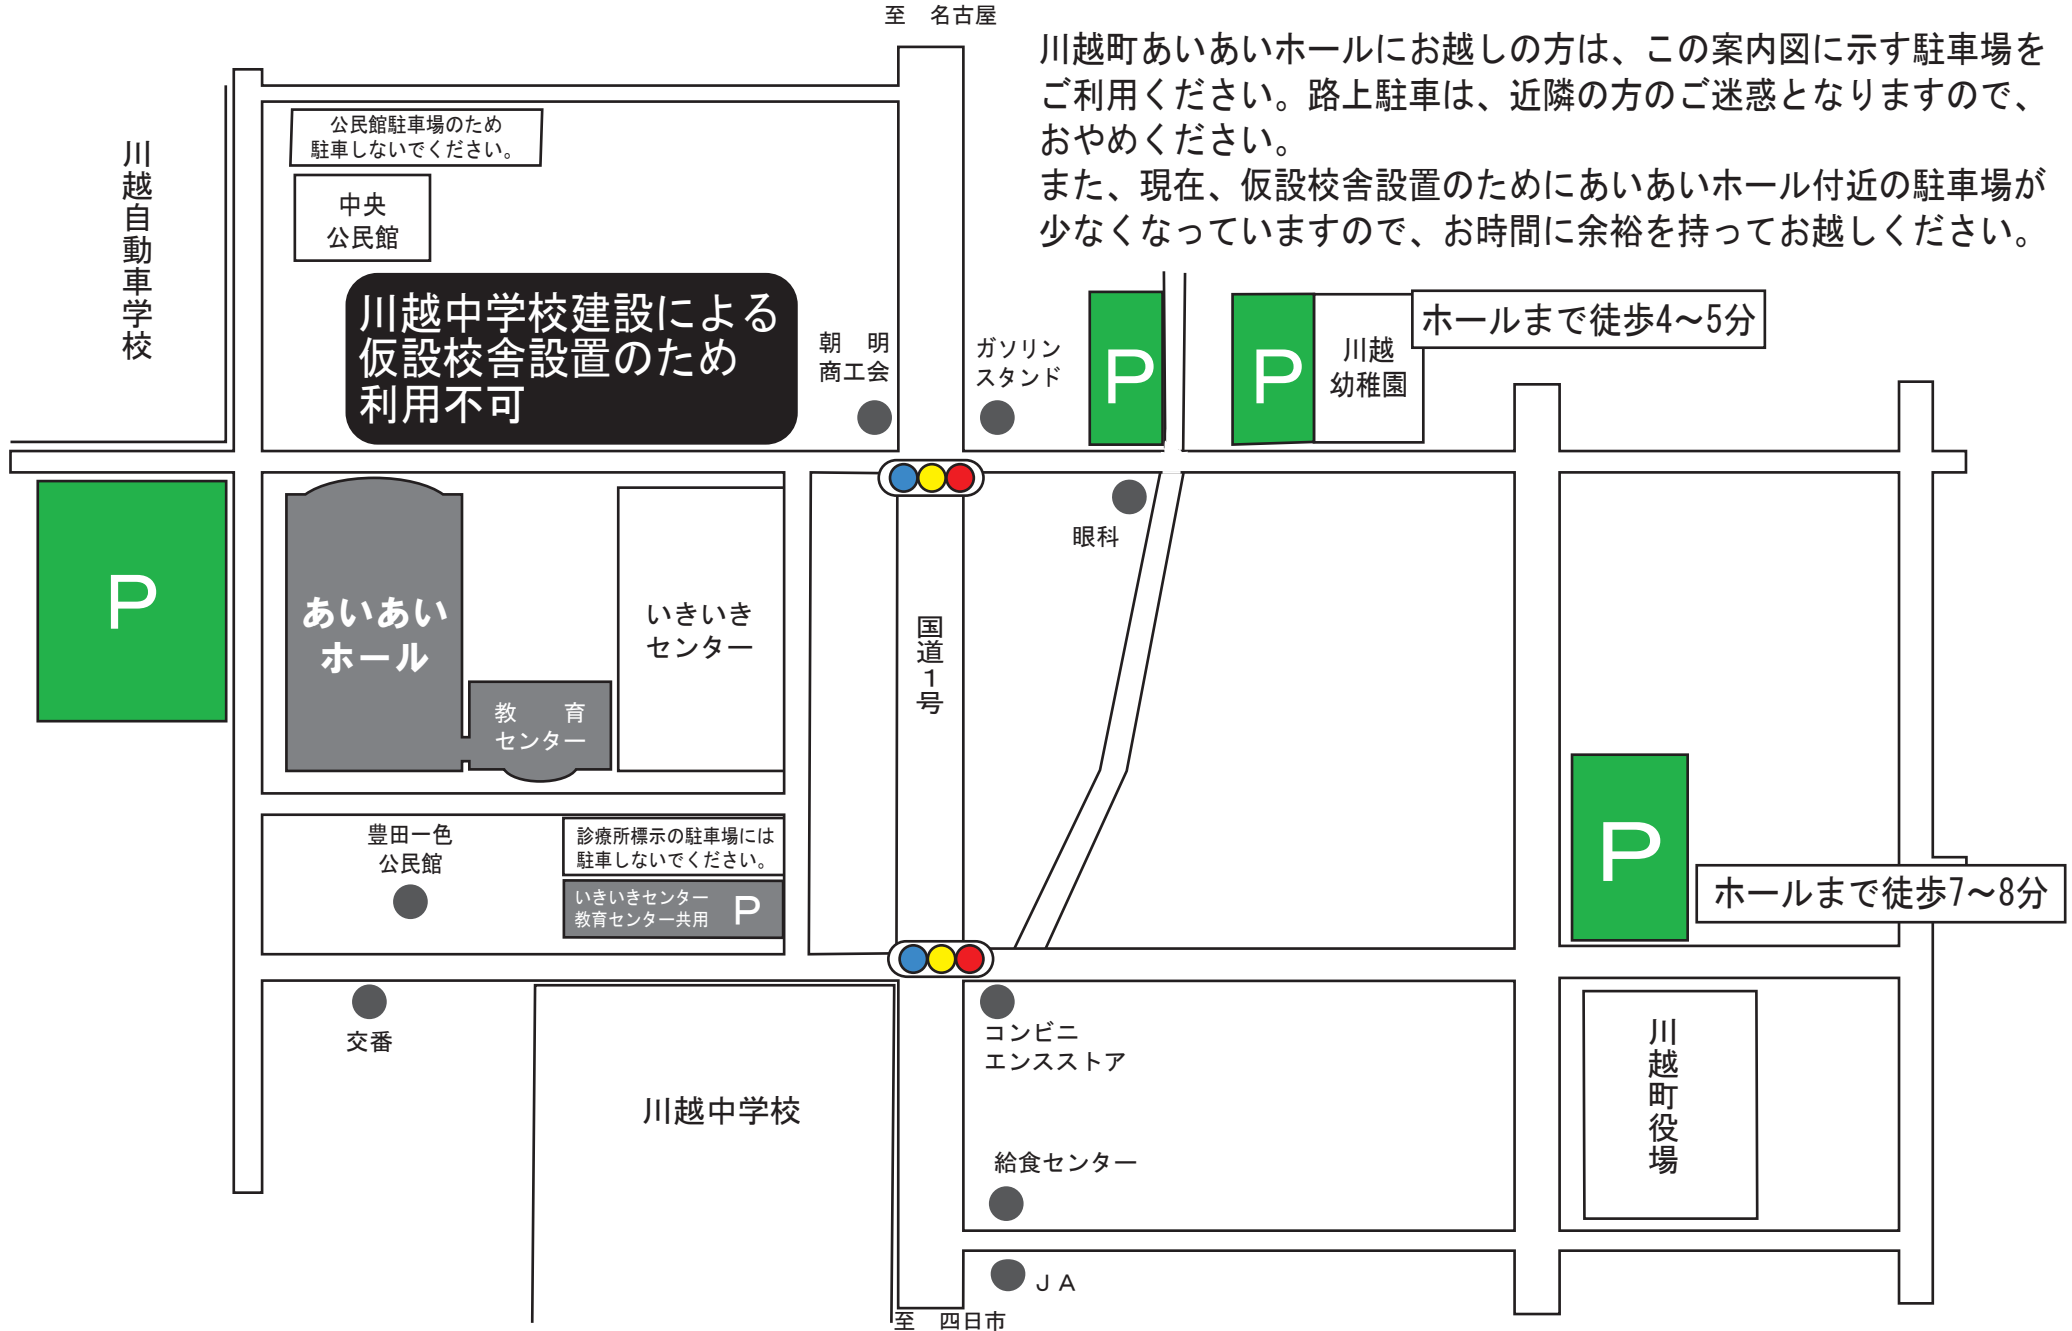 至　名古屋
川越町あいあいホールにお越しの方は、この案内図に示す駐車場を
ご利用ください。路上駐車は、近隣の方のご迷惑となりますので、
おやめください。
また、現在、仮設校舎設置のためにあいあいホール付近の駐車場が
少なくなっていますので、お時間に余裕を持ってお越しください。
公民館駐車場のため
駐車しないでください。
川越自動車学校
中央
公民館
川越中学校建設による
仮設校舎設置のため
利用不可
朝　明
商工会
ガソリン
スタンド
P
P
川越
幼稚園
ホールまで徒歩4～5分
P
あいあい
ホール
いきいき
センター
教　育
センター
国道1号
眼科
豊田一色
公民館
診療所標示の駐車場には
駐車しないでください。
いきいきセンター
教育センター共用
P
P
ホールまで徒歩7～8分
交番
川越中学校
コンビニ
エンスストア
給食センター
川越町役場
ＪＡ
至　四日市